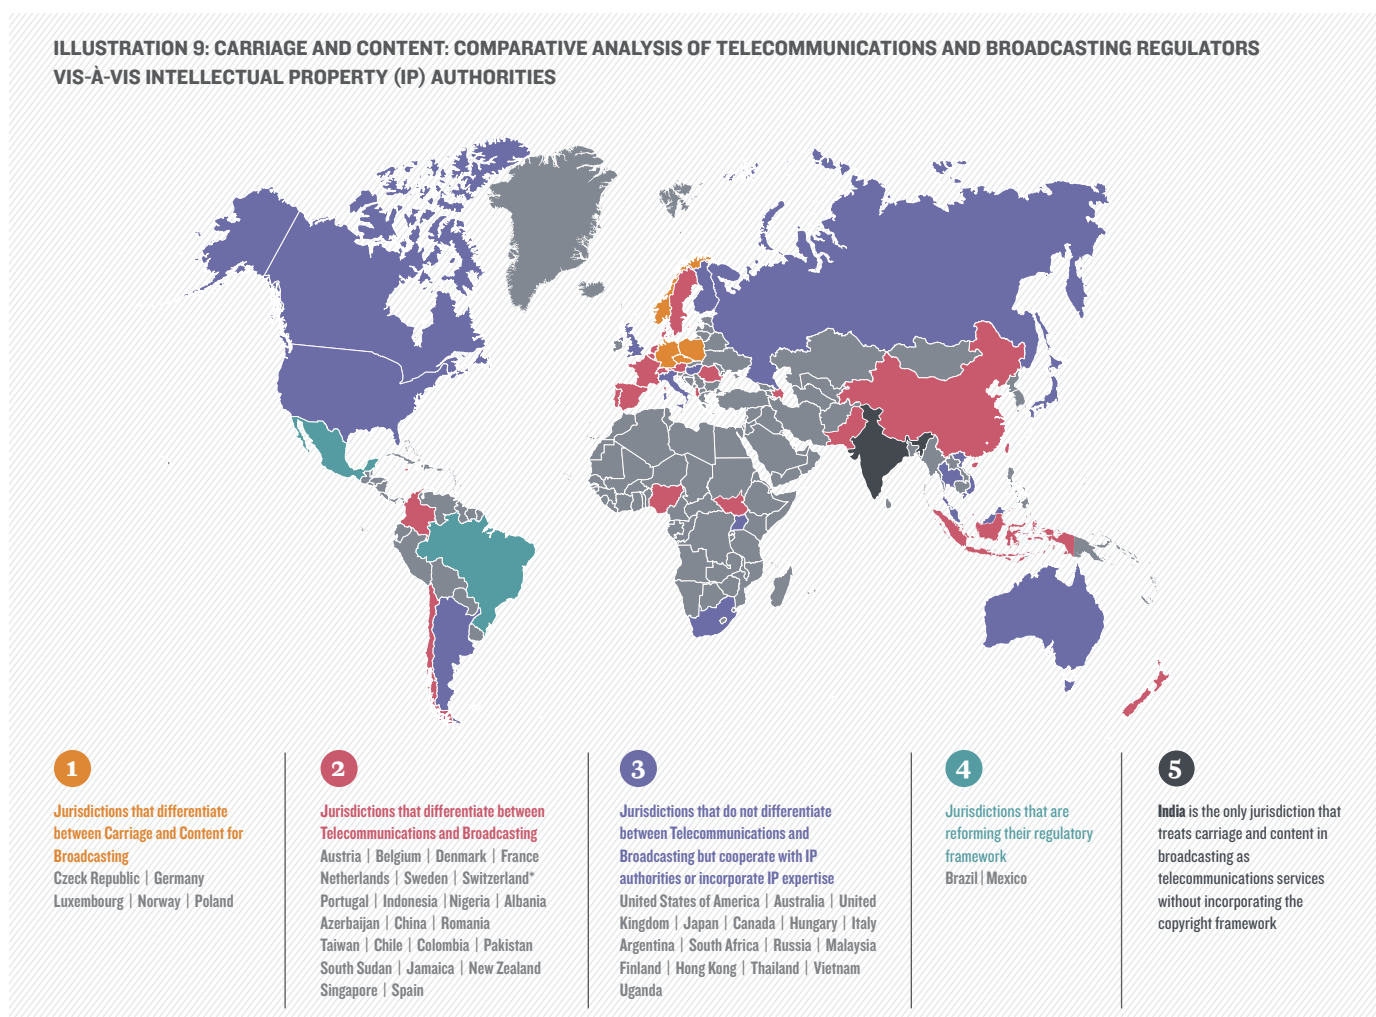 ILLUSTRATION 9: CARRIAGE AND CONTENT: COMPARATIVE ANALYSIS OF TELECOMMUNICATIONS AND BROADCASTING REGULATORS
VIS-À-VIS INTELLECTUAL PROPERTY (IP) AUTHORITIES
1
Jurisdictions that differentiate
between Carriage and Content for
Broadcasting
Czeck Republic | Germany
Luxembourg | Norway | Poland
2
Jurisdictions that differentiate between
Telecommunications and Broadcasting
Austria | Belgium | Denmark | France
Netherlands | Sweden | Switzerland*
Portugal | Indonesia |Nigeria | Albania
Azerbaijan | China | Romania
Taiwan | Chile | Colombia | Pakistan
South Sudan | Jamaica | New Zealand
Singapore | Spain
3
Jurisdictions that do not differentiate
between Telecommunications and
Broadcasting but cooperate with IP
authorities or incorporate IP expertise
United States of America | Australia | United
Kingdom | Japan | Canada | Hungary | Italy
Argentina | South Africa | Russia | Malaysia
Finland | Hong Kong | Thailand | Vietnam
Uganda
4
Jurisdictions that are
reforming their regulatory
framework
Brazil | Mexico
5
India is the only jurisdiction that
treats carriage and content in
broadcasting as
telecommunications services
without incorporating the
copyright framework